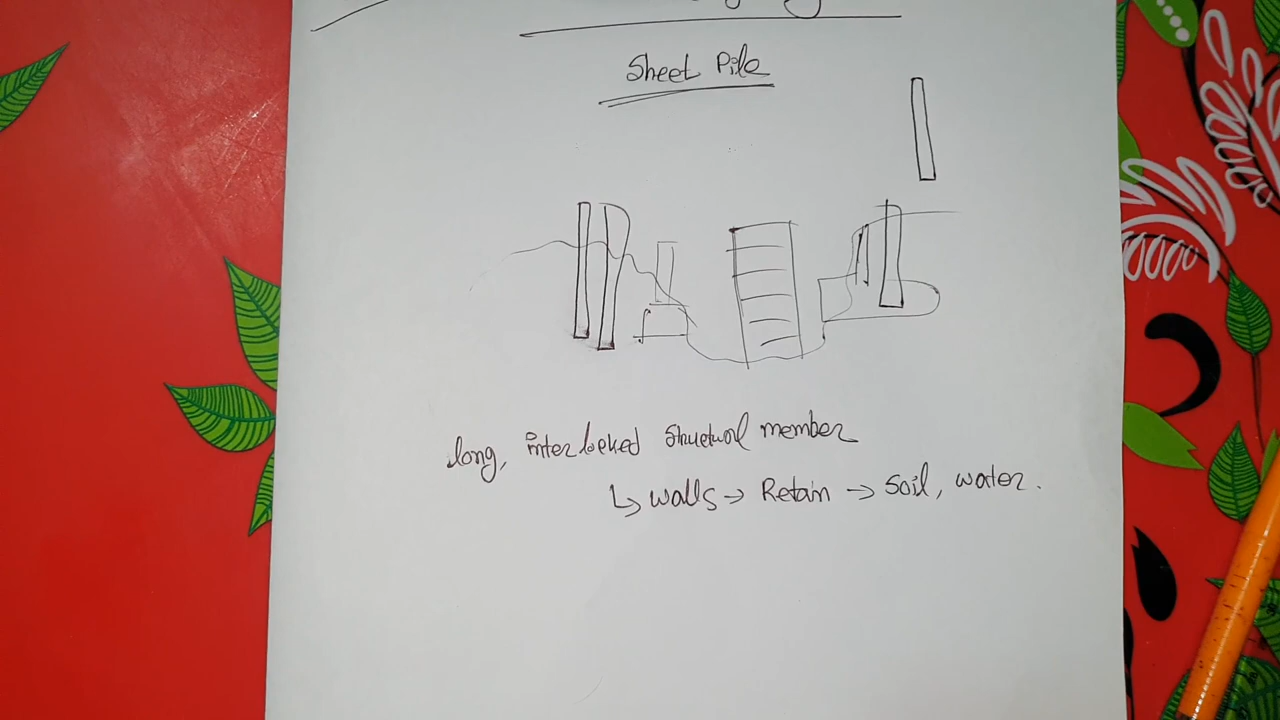 Sheet Pile
long, interlocked structural member
↳ walls → Retain → Soil, water.